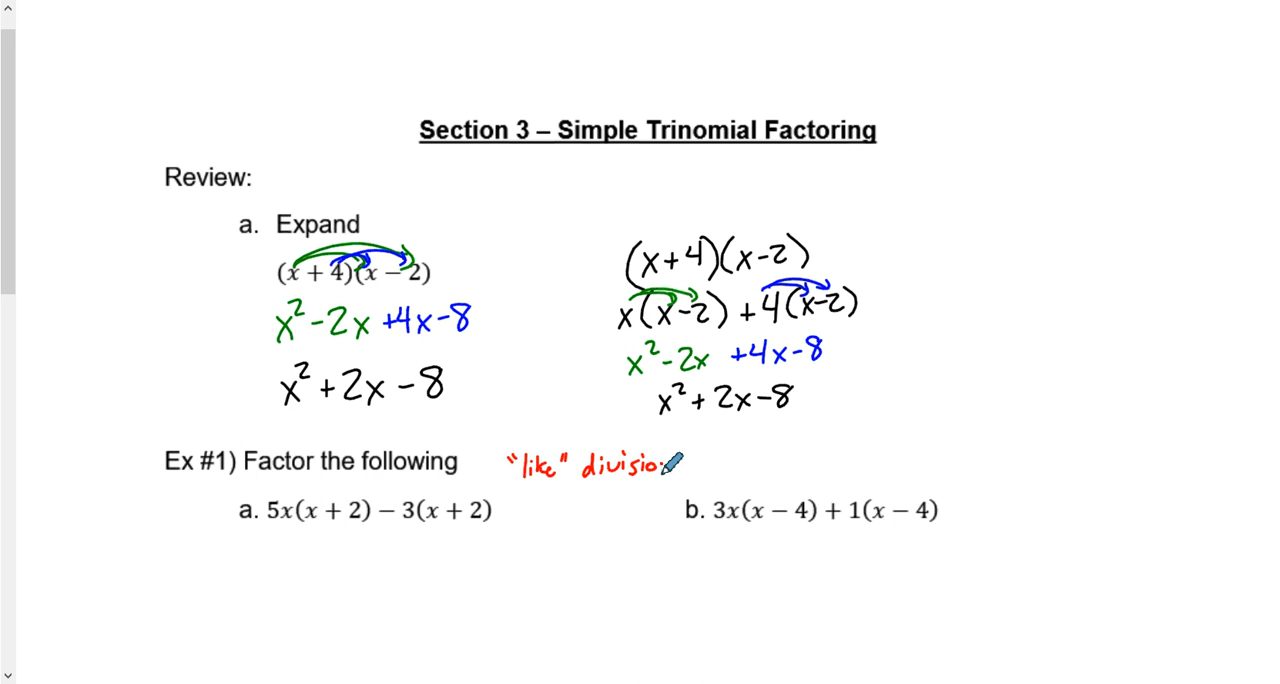 Section 3 – Simple Trinomial Factoring
Review:
a. Expand
(x + 4)(x − 2)
x² - 2x + 4x - 8
x² + 2x - 8
(x+4)(x-2)
x(x-2) + 4(x-2)
x² - 2x + 4x - 8
x² + 2x - 8
Ex #1) Factor the following "like" divisio
a. 5x(x + 2) − 3(x + 2) b. 3x(x − 4) + 1(x − 4)